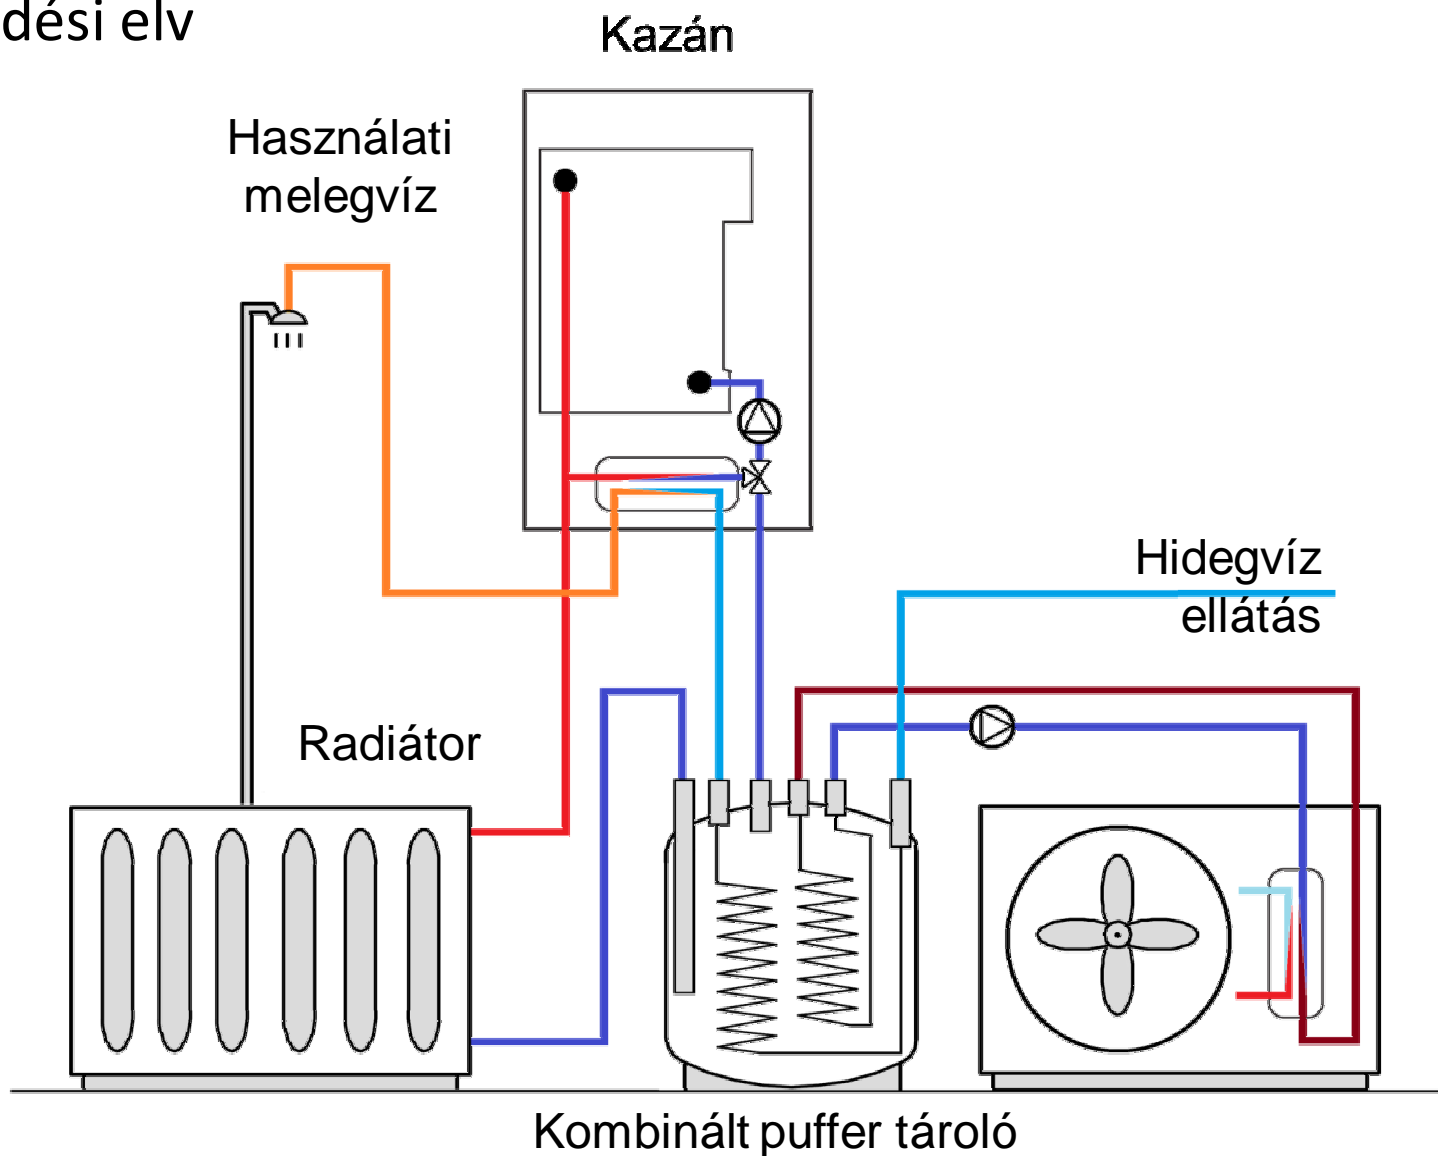 dési elv
Kazán
Használati
melegvíz
Hidegvíz
ellátás
Radiátor
Kombinált puffer tároló